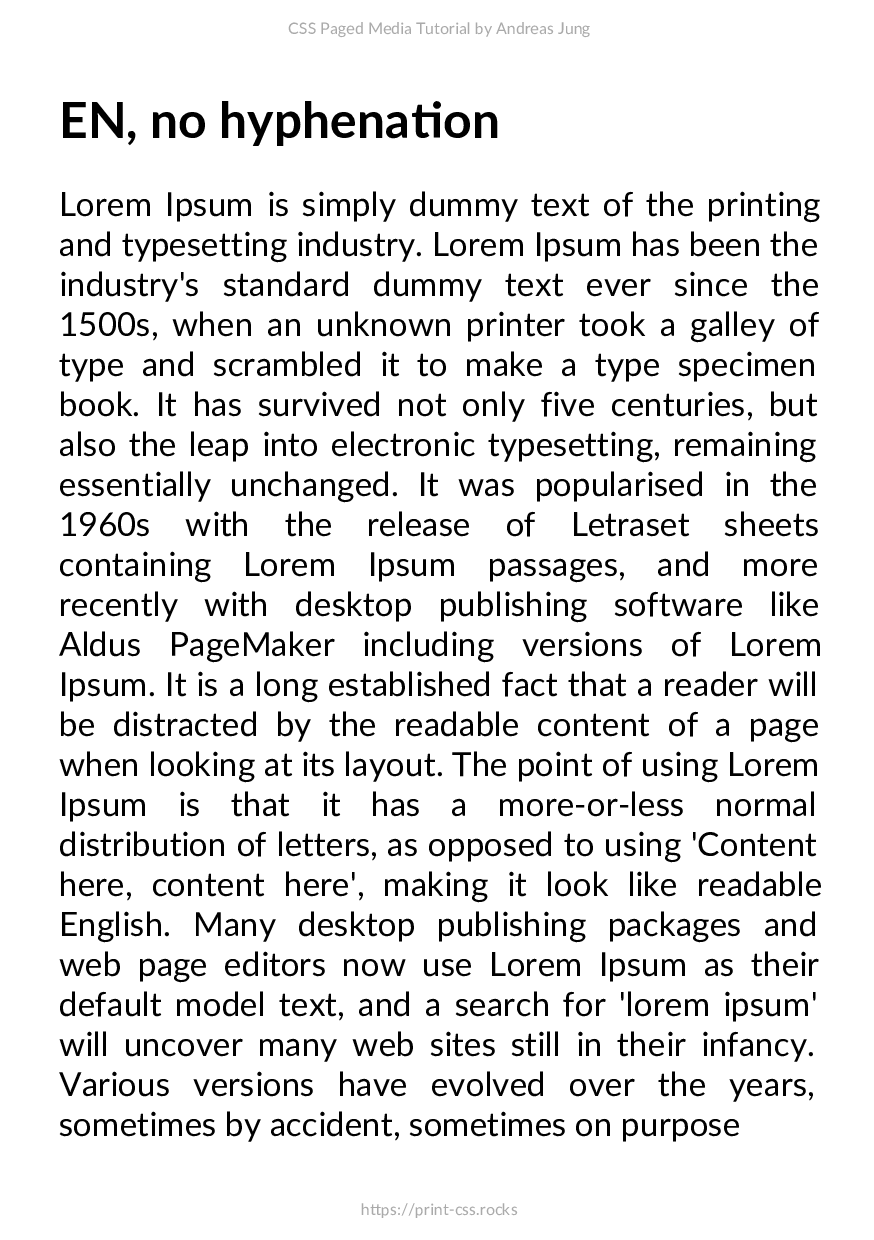 CSS Paged Media Tutorial by Andreas Jung
EN, no hyphenation
Lorem Ipsum is simply dummy text of the printing
and typesetting industry. Lorem Ipsum has been the
industry's standard dummy text ever since the
1500s, when an unknown printer took a galley of
type and scrambled it to make a type specimen
book. It has survived not only five centuries, but
also the leap into electronic typesetting, remaining
essentially unchanged. It was popularised in the
1960s with the release of Letraset sheets
containing Lorem Ipsum passages, and more
recently with desktop publishing software like
Aldus PageMaker including versions of Lorem
Ipsum. It is a long established fact that a reader will
be distracted by the readable content of a page
when looking at its layout. The point of using Lorem
Ipsum is that it has a more-or-less normal
distribution of letters, as opposed to using 'Content
here, content here', making it look like readable
English. Many desktop publishing packages and
web page editors now use Lorem Ipsum as their
default model text, and a search for 'lorem ipsum'
will uncover many web sites still in their infancy.
Various versions have evolved over the years,
sometimes by accident, sometimes on purpose
https://print-css.rocks